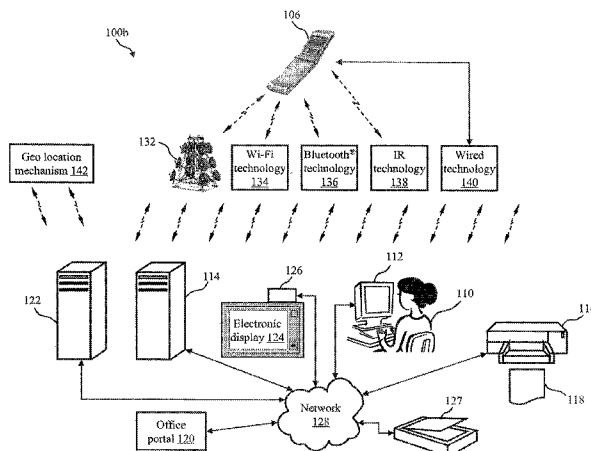 106
100b
132
Geo location
mechanism 142
Wi-Fi
technology
134
Bluetooth®
technology
136
IR
technology
138
Wired
technology
140
122
114
126
112
110
Electronic
display 124
118
Network
128
127
Office
portal 120